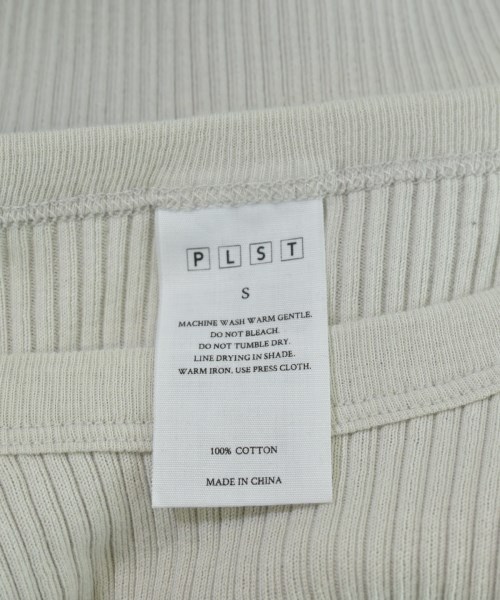 PLST
S
MACHINE WASH WARM GENTLE.
DO NOT BLEACH.
DO NOT TUMBLE DRY.
LINE DRYING IN SHADE.
WARM IRON, USE PRESS CLOTH.
100% COTTON
MADE IN CHINA